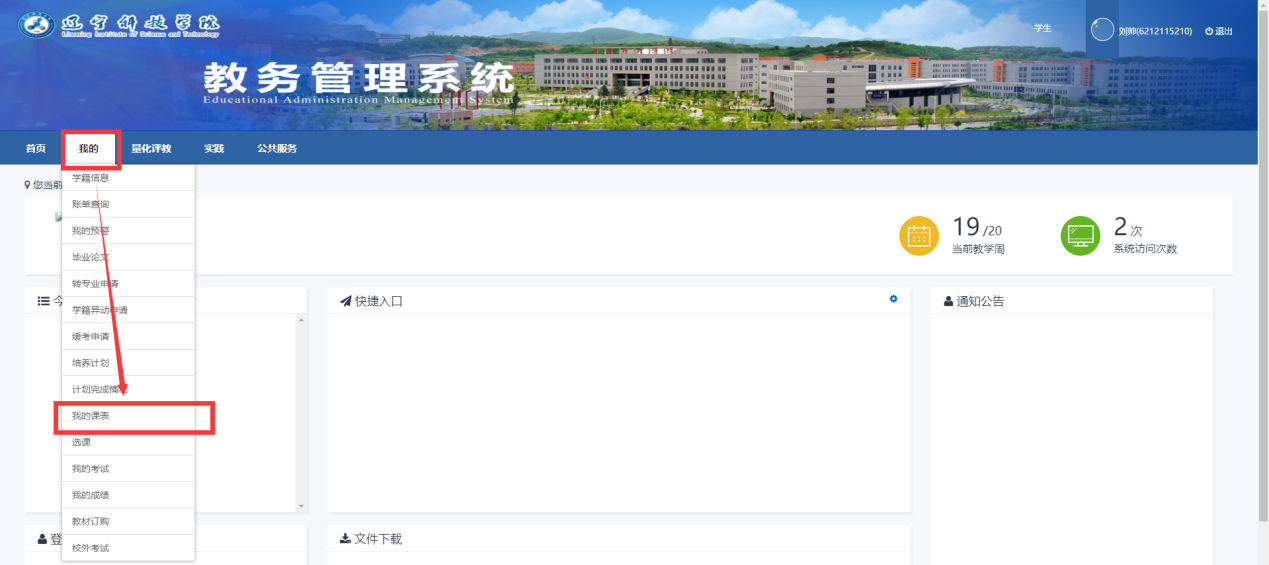 辽宁科技学院
Liaoning Institute of Science and Technology
学生
刘帅(6212115210)
退出
教务管理系统
Educational Administration Management System
首页
我的
量化评教
实践
公共服务
您当前
学籍信息
账单查询
我的预警
毕业论文
转专业申请
学籍异动申请
缓考申请
培养计划
计划完成情况
我的课表
选课
我的考试
我的成绩
教材订购
校外考试
19 /20
当前教学周
2 次
系统访问次数
今
快捷入口
通知公告
登
文件下载